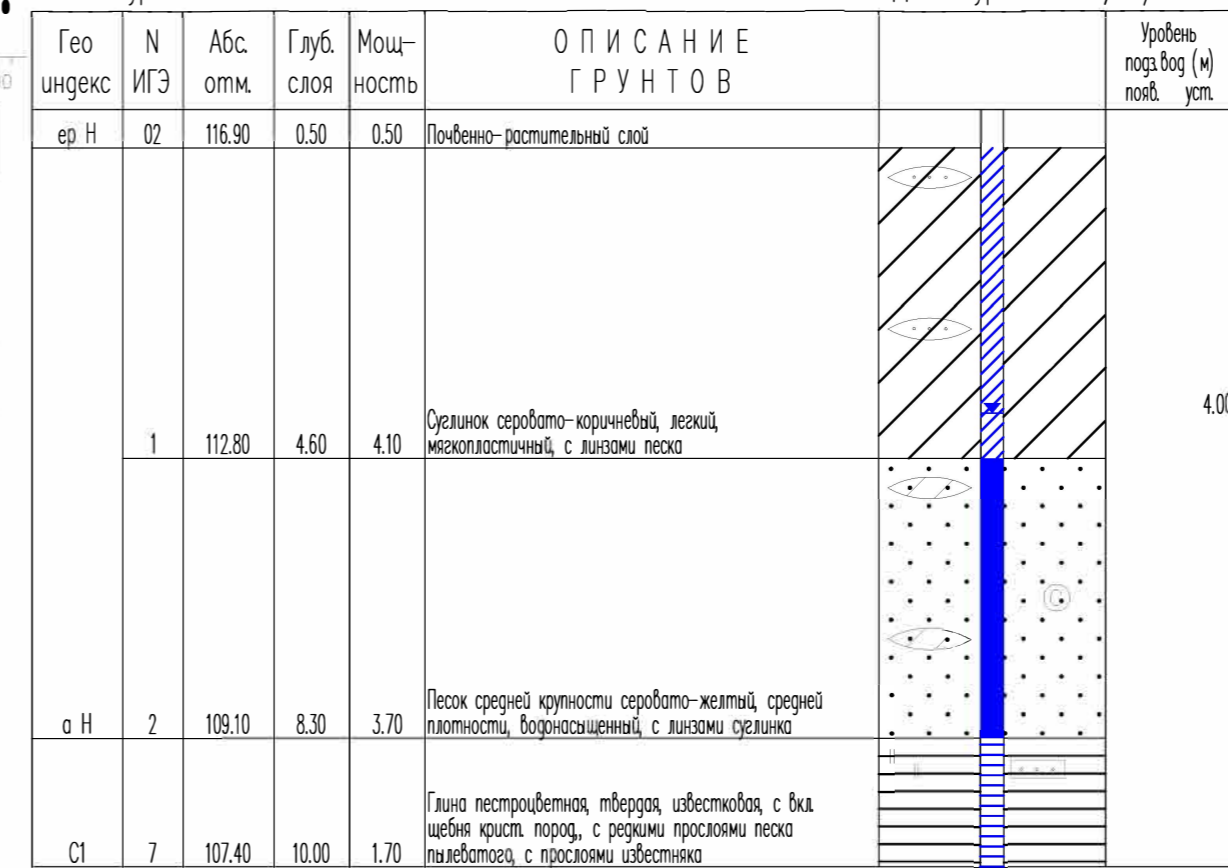 Гео N Абс. Глуб. Мощ- ОПИСАНИЕ Уровень
индекс ИГЭ отм. слоя ность ГРУНТОВ подз.вод (м)
появ. уст.
ер Н 02 116.90 0.50 0.50 Почвенно-растительный слой
4.00
Суглинок серовато-коричневый, легкий,
1 112.80 4.60 4.10 мягкопластичный, с линзами песка
С
Песок средней крупности серовато-желтый, средней
а Н 2 109.10 8.30 3.70 плотности, водонасыщенный, с линзами суглинка
Глина пестроцветная, твердая, известковая, с вкл.
щебня крист. пород,, с редкими прослоями песка
С1 7 107.40 10.00 1.70 пылеватого, с прослоями известняка